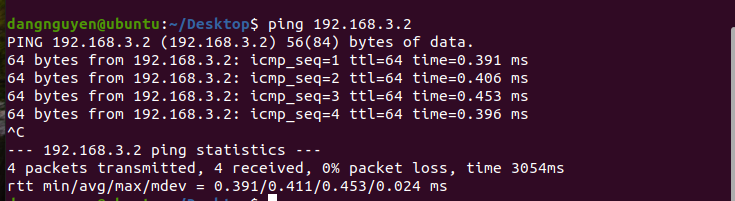 dangnguyen@ubuntu:~/Desktop$ ping 192.168.3.2
PING 192.168.3.2 (192.168.3.2) 56(84) bytes of data.
64 bytes from 192.168.3.2: icmp_seq=1 ttl=64 time=0.391 ms
64 bytes from 192.168.3.2: icmp_seq=2 ttl=64 time=0.406 ms
64 bytes from 192.168.3.2: icmp_seq=3 ttl=64 time=0.453 ms
64 bytes from 192.168.3.2: icmp_seq=4 ttl=64 time=0.396 ms
^C
--- 192.168.3.2 ping statistics ---
4 packets transmitted, 4 received, 0% packet loss, time 3054ms
rtt min/avg/max/mdev = 0.391/0.411/0.453/0.024 ms
dangnguyen@ubuntu:~/Desktop$